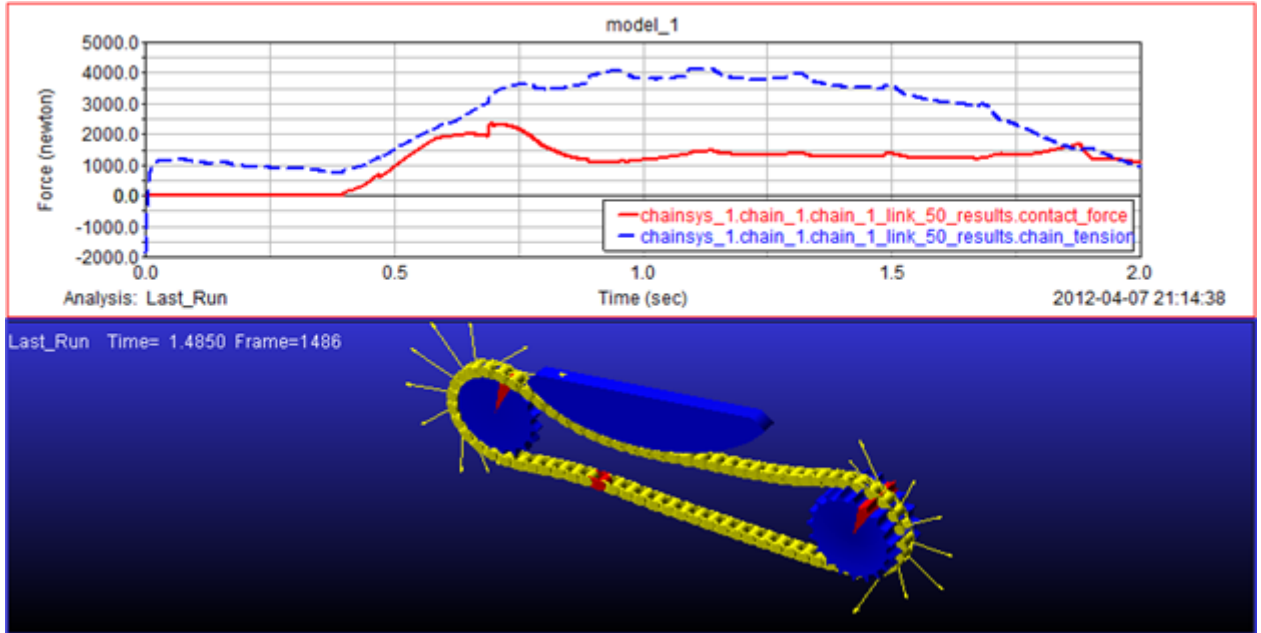 model_1
5000.0
4000.0
3000.0
2000.0
1000.0
0.0
-1000.0
-2000.0
Force (newton)
chainsys_1.chain_1.chain_1_link_50_results.contact_force
chainsys_1.chain_1.chain_1_link_50_results.chain_tension
0.0 0.5 1.0 1.5 2.0
Analysis: Last_Run Time (sec) 2012-04-07 21:14:38
Last_Run Time= 1.4850 Frame=1486